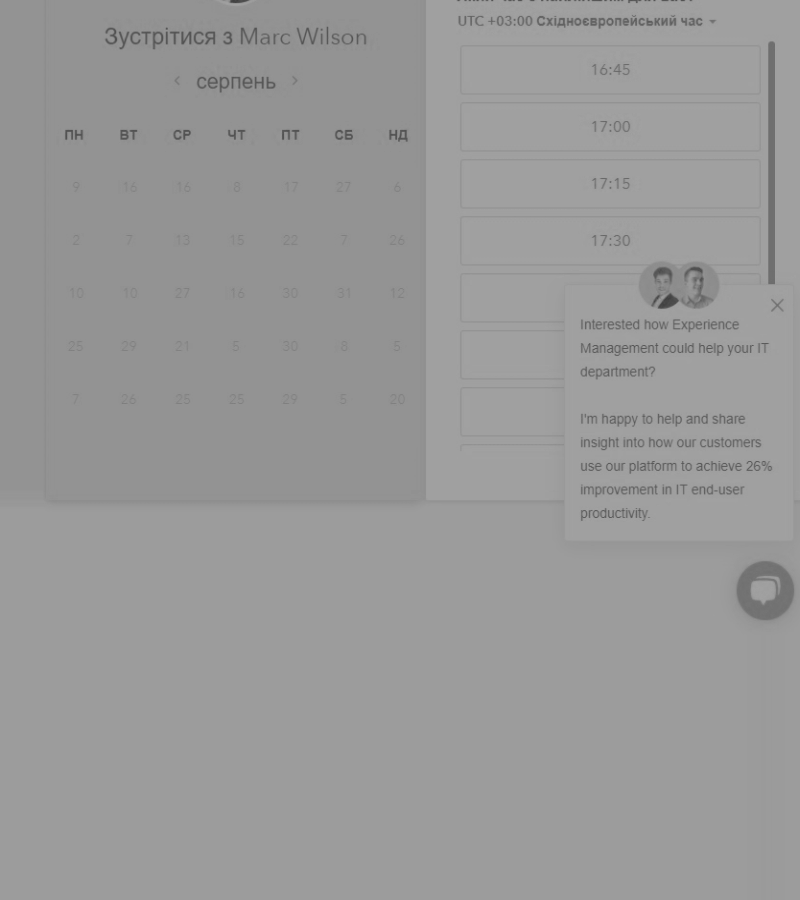 UTC +03:00 Східноєвропейський час
Зустрітися з Marc Wilson
серпень
ПН ВТ СР ЧТ ПТ СБ НД
9 16 16 8 17 27 6
2 7 13 15 22 7 26
10 10 27 16 30 31 12
25 29 21 5 30 8 5
7 26 25 25 29 5 20
16:45
17:00
17:15
17:30
Interested how Experience
Management could help your IT
department?
I'm happy to help and share
insight into how our customers
use our platform to achieve 26%
improvement in IT end-user
productivity.